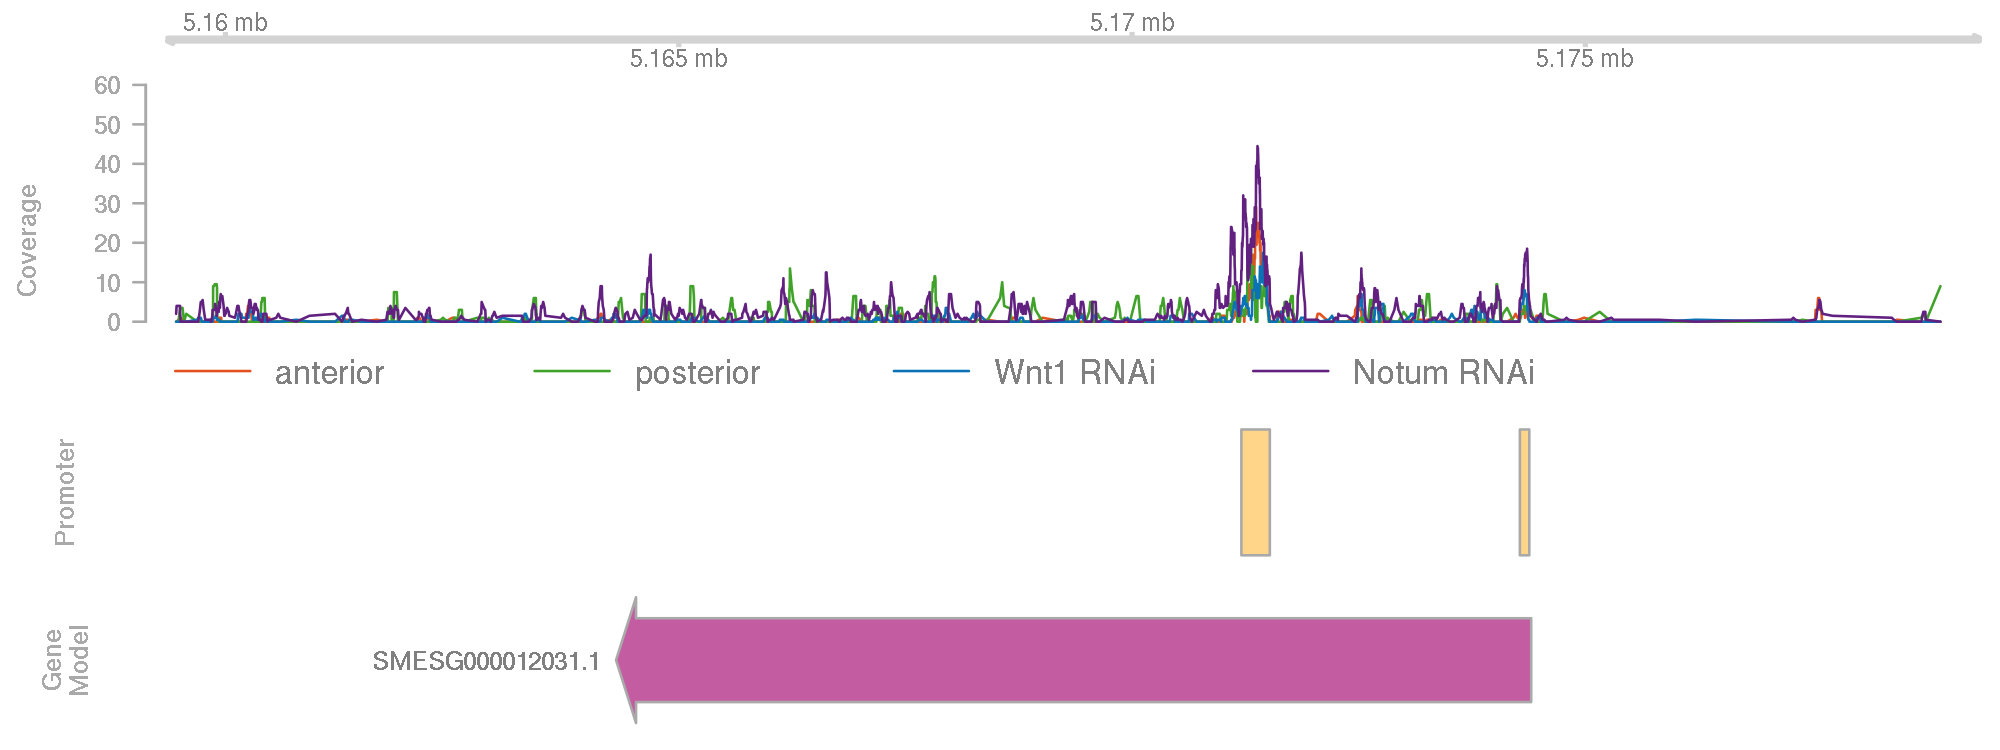 5.16 mb
5.17 mb
5.165 mb
5.175 mb
Coverage
60
50
40
30
20
10
0
anterior
posterior
Wnt1 RNAi
Notum RNAi
Promoter
Gene
Model
SMESG000012031.1